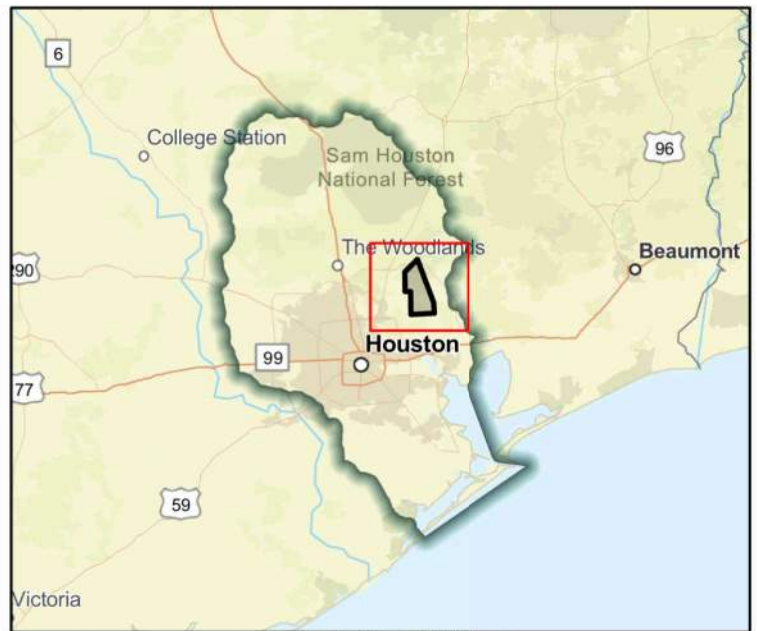 6
College Station
Sam Houston
National Forest
96
The Woodlands
290
Beaumont
Houston
99
77
59
Victoria